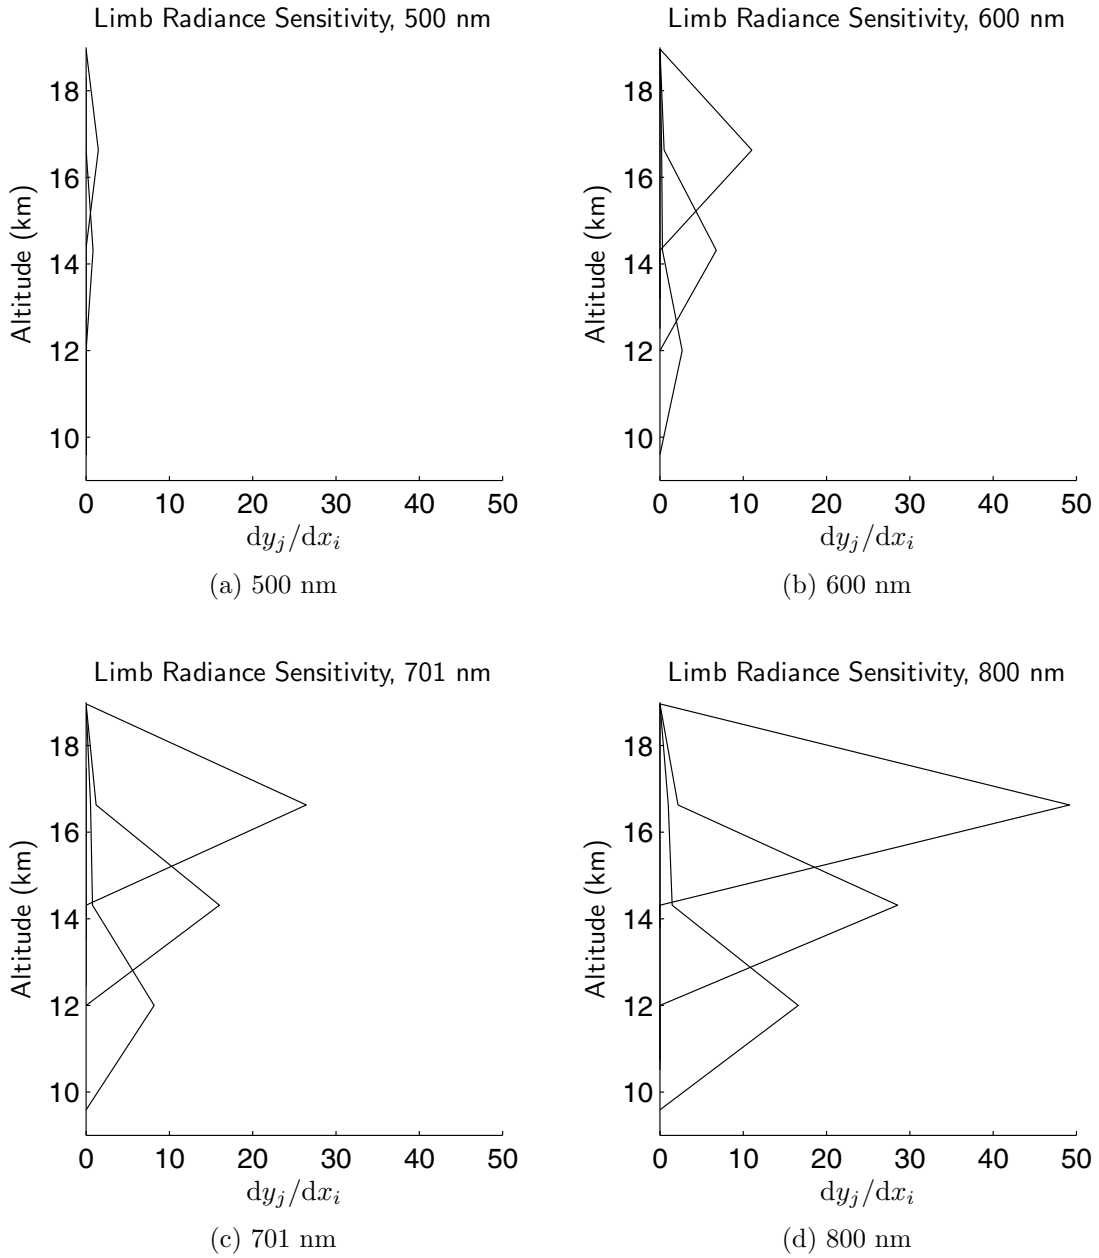 Limb Radiance Sensitivity, 500 nm
18
16
14
12
10
Altitude (km)
0 10 20 30 40 50
dy_j/dx_i
(a) 500 nm
Limb Radiance Sensitivity, 600 nm
18
16
14
12
10
Altitude (km)
0 10 20 30 40 50
dy_j/dx_i
(b) 600 nm
Limb Radiance Sensitivity, 701 nm
18
16
14
12
10
Altitude (km)
0 10 20 30 40 50
dy_j/dx_i
(c) 701 nm
Limb Radiance Sensitivity, 800 nm
18
16
14
12
10
Altitude (km)
0 10 20 30 40 50
dy_j/dx_i
(d) 800 nm